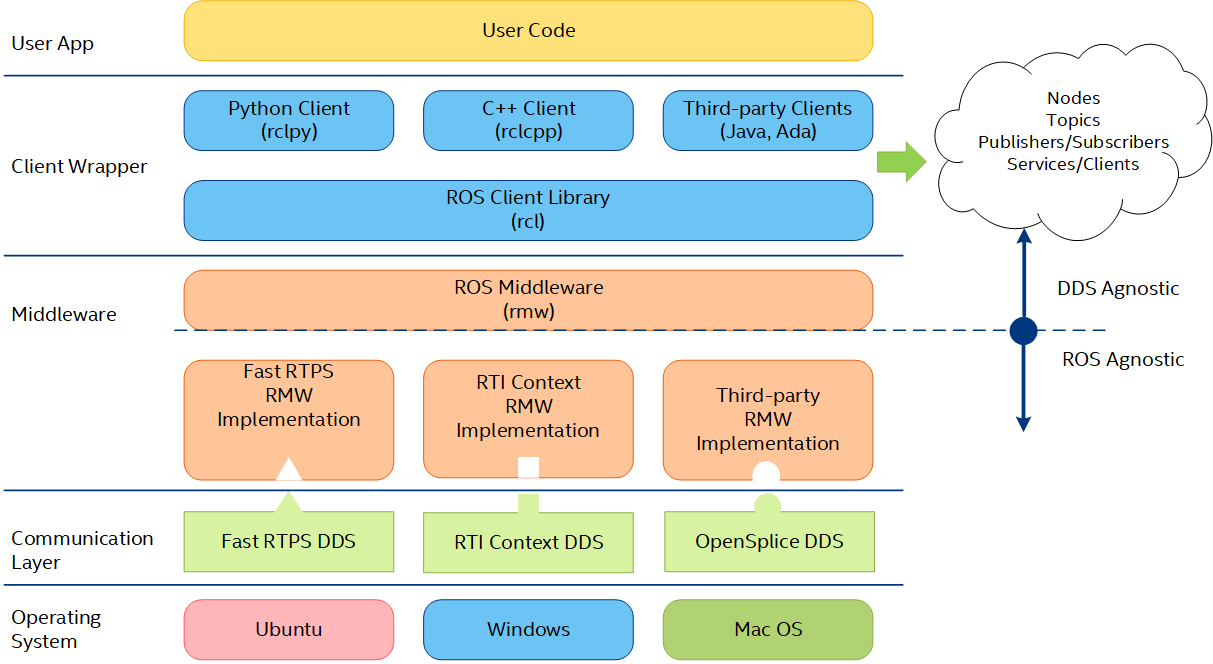 User App
User Code
Client Wrapper
Python Client
(rclpy)
C++ Client
(rclcpp)
Third-party Clients
(Java, Ada)
ROS Client Library
(rcl)
Nodes
Topics
Publishers/Subscribers
Services/Clients
Middleware
ROS Middleware
(rmw)
DDS Agnostic
ROS Agnostic
Fast RTPS
RMW
Implementation
RTI Context
RMW
Implementation
Third-party
RMW
Implementation
Communication
Layer
Fast RTPS DDS
RTI Context DDS
OpenSplice DDS
Operating
System
Ubuntu
Windows
Mac OS